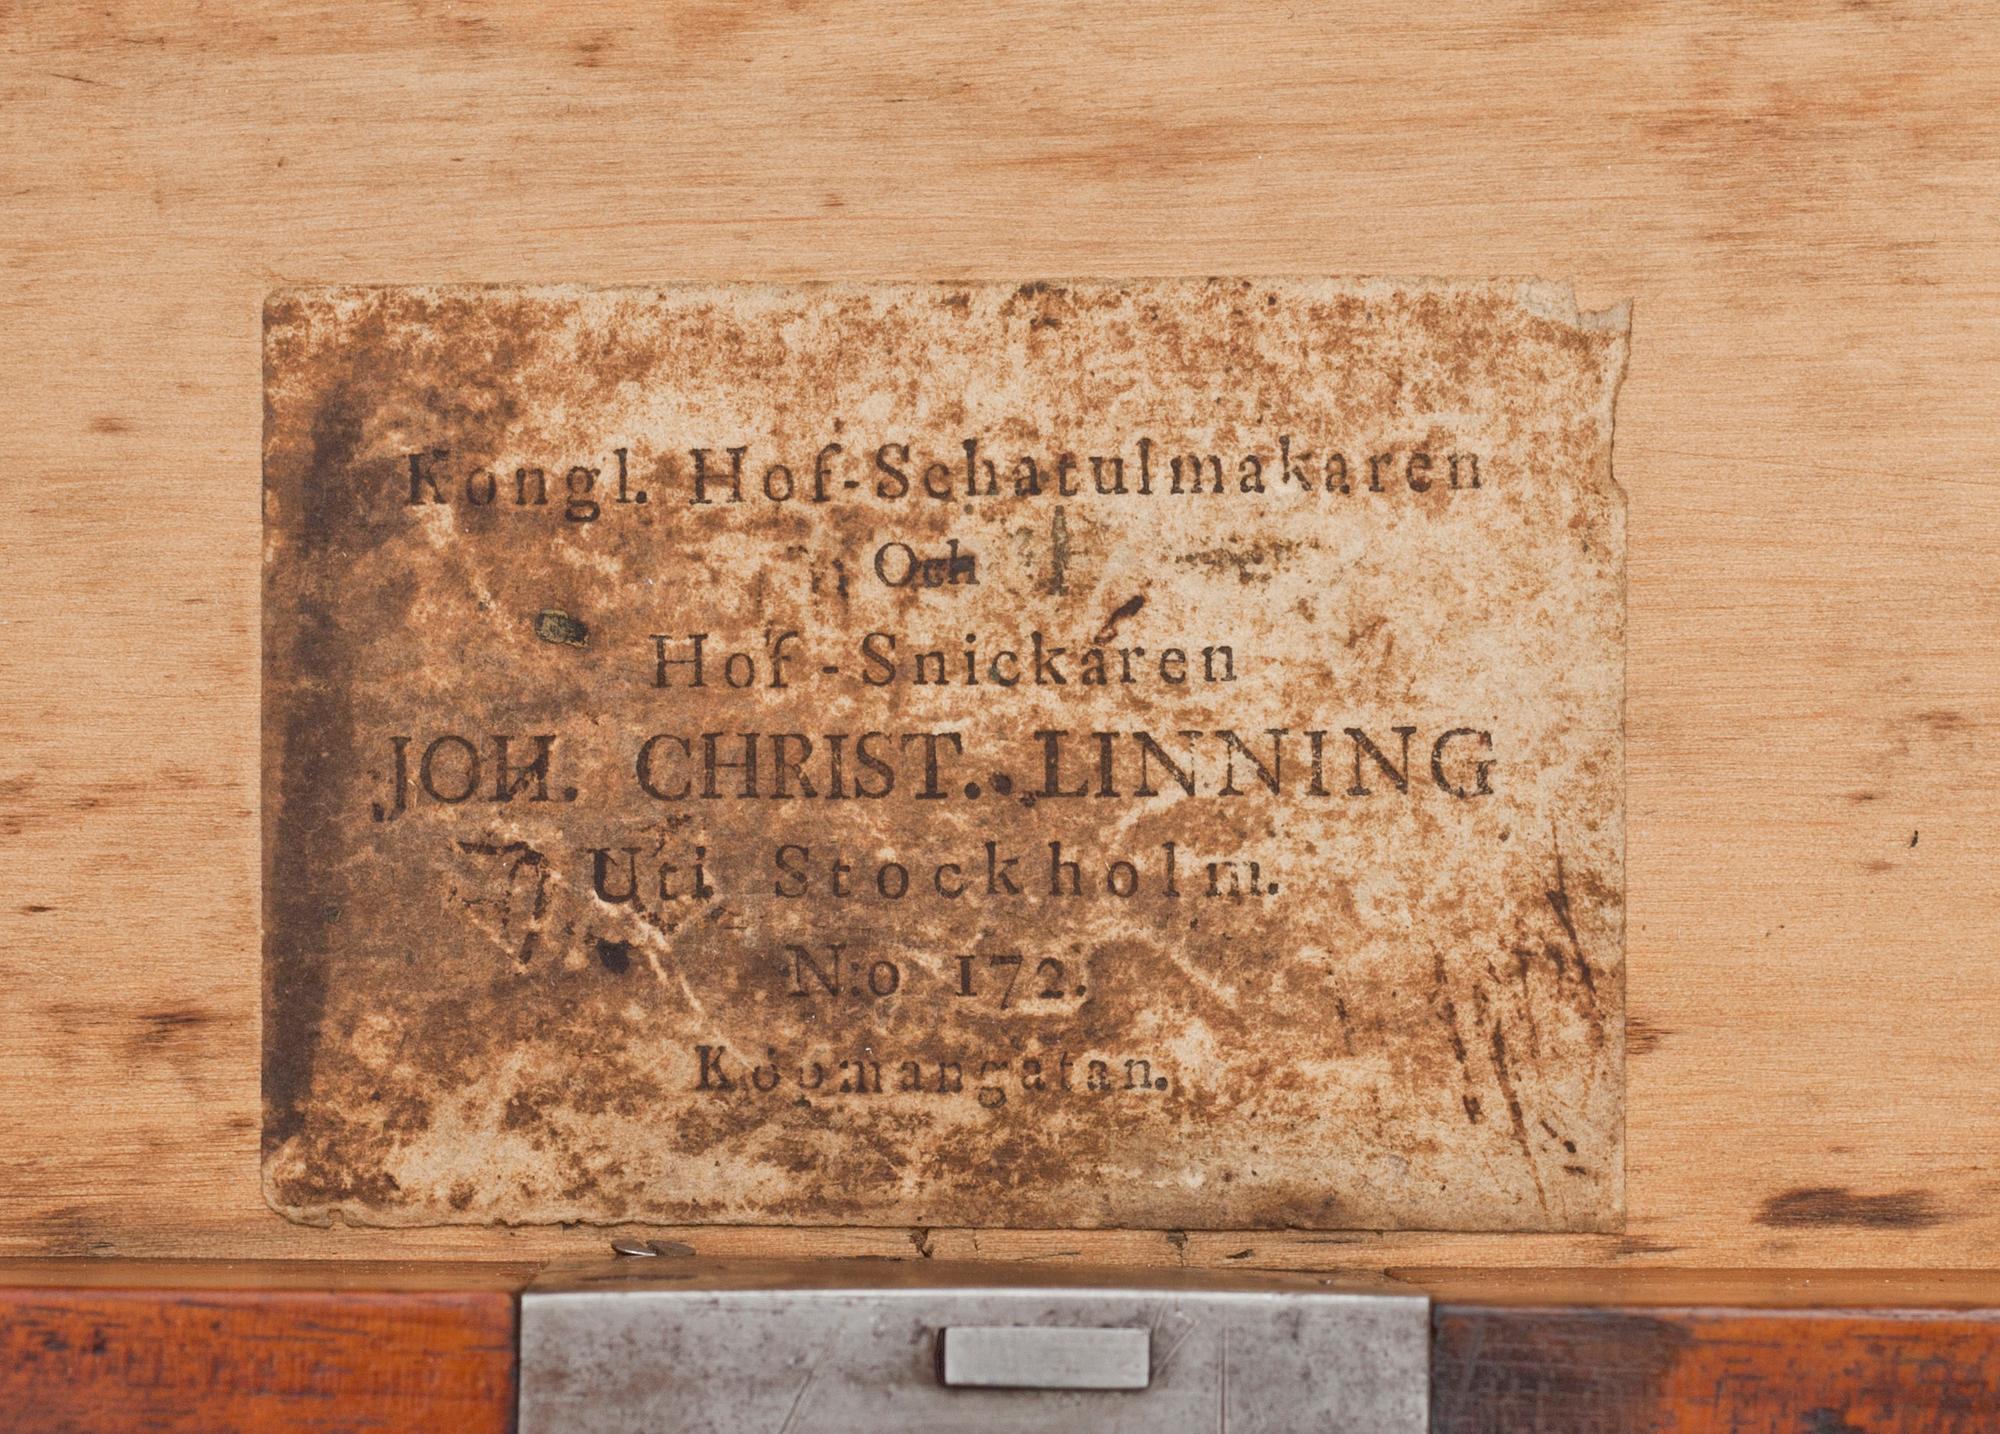 Kongl. Hof-Schatulmakaren
Och
Hof-Snickaren
JOH. CHRIST. LINNING
Uti Stockholm.
N:o 172.
Köpmangatan.